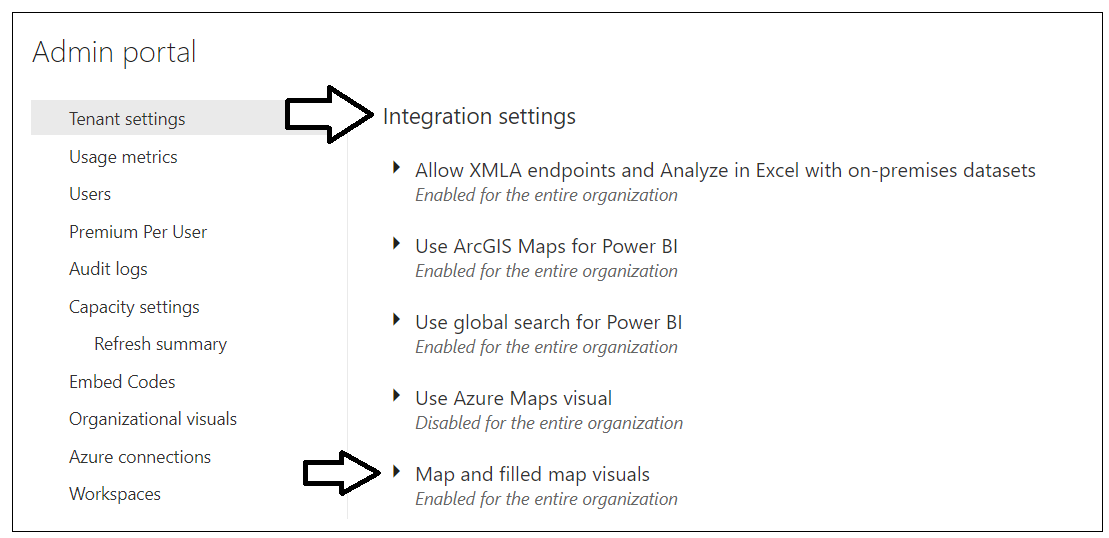 Admin portal
Tenant settings
Usage metrics
Users
Premium Per User
Audit logs
Capacity settings
Refresh summary
Embed Codes
Organizational visuals
Azure connections
Workspaces
Integration settings
Allow XMLA endpoints and Analyze in Excel with on-premises datasets
Enabled for the entire organization
Use ArcGIS Maps for Power BI
Enabled for the entire organization
Use global search for Power BI
Enabled for the entire organization
Use Azure Maps visual
Disabled for the entire organization
Map and filled map visuals
Enabled for the entire organization